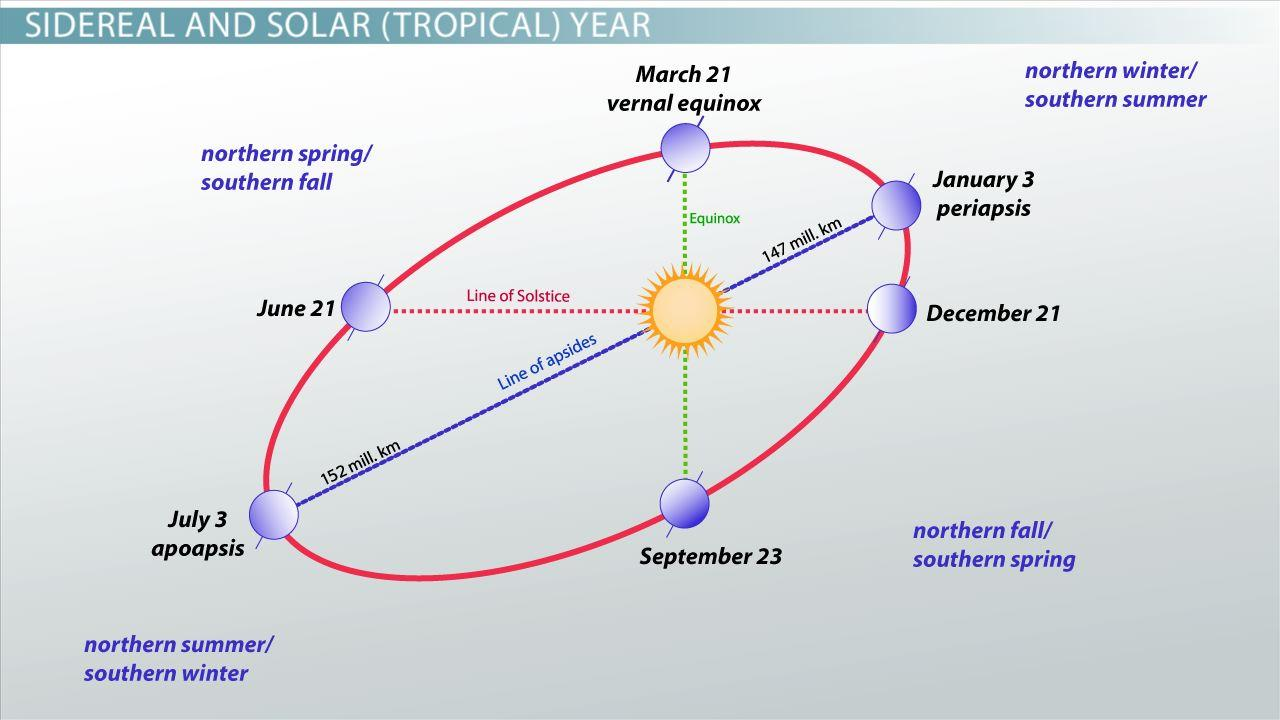 SIDEREAL AND SOLAR (TROPICAL) YEAR
March 21
vernal equinox
northern winter/
southern summer
northern spring/
southern fall
January 3
periapsis
Equinox
147 mill. km
June 21
Line of Solstice
December 21
Line of apsides
152 mill. km
July 3
apoapsis
September 23
northern fall/
southern spring
northern summer/
southern winter